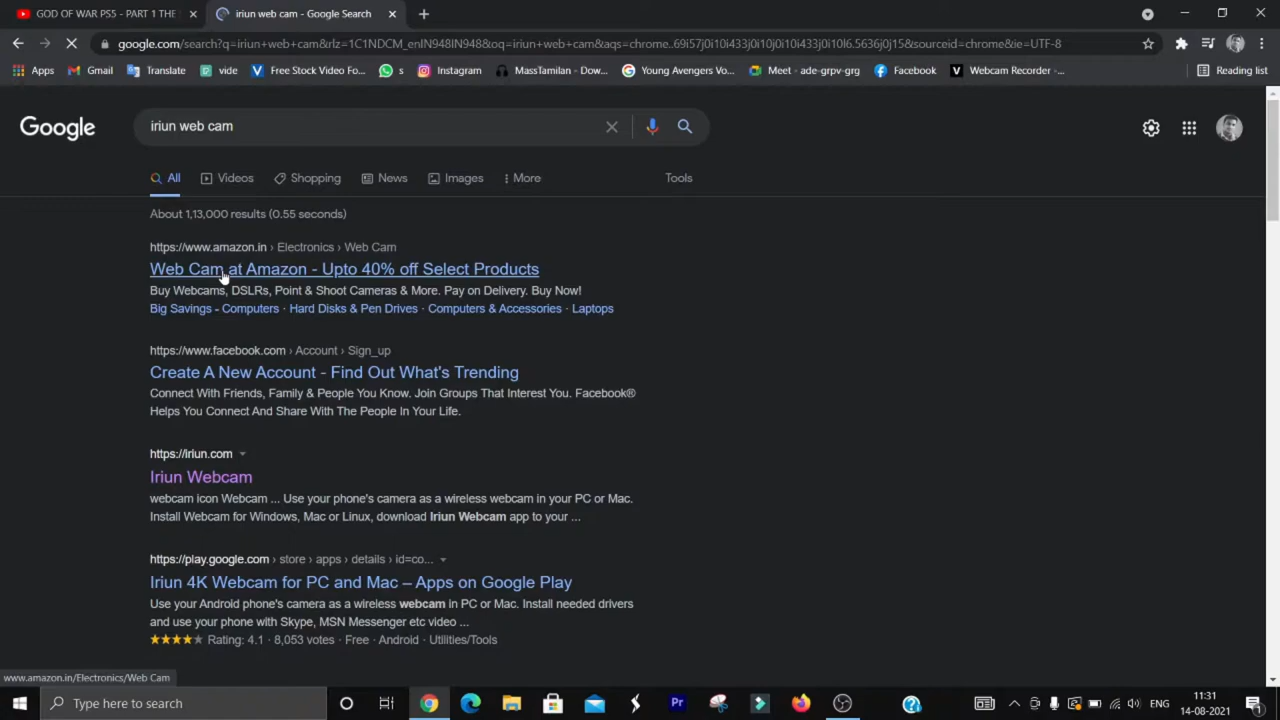 GOD OF WAR PS5 - PART 1 THE
iriun web cam - Google Search
google.com/search?q=iriun+web+cam&rlz=1C1NDCM_enIN948IN948&oq=iriun+web+cam&aqs=chrome..69i57j0i10i433j0i10j0i10i433j0i10l6.5636j0j15&sourceid=chrome&ie=UTF-8
Apps
Gmail
Translate
vide
Free Stock Video Fo...
s
Instagram
MassTamilan - Dow...
Young Avengers Vo...
Meet - ade-grpv-grg
Facebook
Webcam Recorder -...
Reading list
Google
iriun web cam
All
Videos
Shopping
News
Images
More
Tools
About 1,13,000 results (0.55 seconds)
https://www.amazon.in › Electronics › Web Cam
Web Cam at Amazon - Upto 40% off Select Products
Buy Webcams, DSLRs, Point & Shoot Cameras & More. Pay on Delivery. Buy Now!
Big Savings - Computers · Hard Disks & Pen Drives · Computers & Accessories · Laptops
https://www.facebook.com › Account › Sign_up
Create A New Account - Find Out What's Trending
Connect With Friends, Family & People You Know. Join Groups That Interest You. Facebook®
Helps You Connect And Share With The People In Your Life.
https://iriun.com
Iriun Webcam
webcam icon Webcam ... Use your phone's camera as a wireless webcam in your PC or Mac.
Install Webcam for Windows, Mac or Linux, download Iriun Webcam app to your ...
https://play.google.com › store › apps › details › id=co...
Iriun 4K Webcam for PC and Mac – Apps on Google Play
Use your Android phone's camera as a wireless webcam in PC or Mac. Install needed drivers
and use your phone with Skype, MSN Messenger etc video ...
Rating: 4.1 · 8,053 votes · Free · Android · Utilities/Tools
www.amazon.in/Electronics/Web Cam
Type here to search
Pr
ENG
11:31
14-08-2021
1